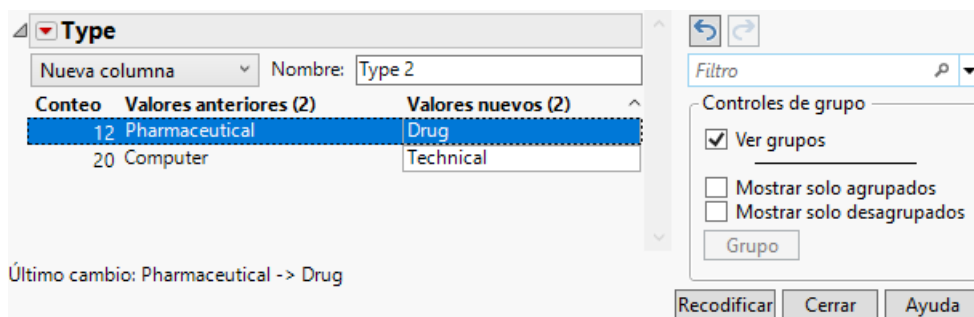 Type
Nueva columna Nombre: Type 2
Conteo Valores anteriores (2) Valores nuevos (2)
12 Pharmaceutical Drug
20 Computer Technical
Último cambio: Pharmaceutical -> Drug
Filtro
Controles de grupo
Ver grupos
Mostrar solo agrupados
Mostrar solo desagrupados
Grupo
Recodificar Cerrar Ayuda